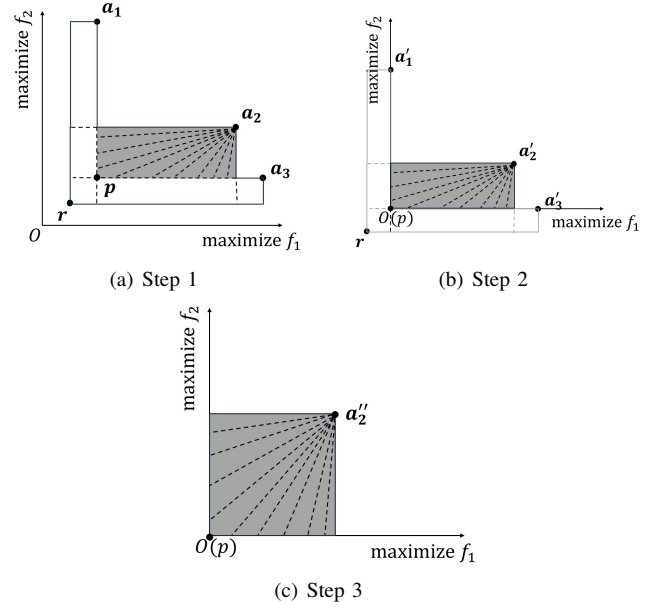 maximize f₂
a₁
a₂
a₃
p
r
O
maximize f₁
(a) Step 1
maximize f₂
a′₁
a′₂
a′₃
O(p)
r
maximize f₁
(b) Step 2
maximize f₂
a″₂
O(p)
maximize f₁
(c) Step 3